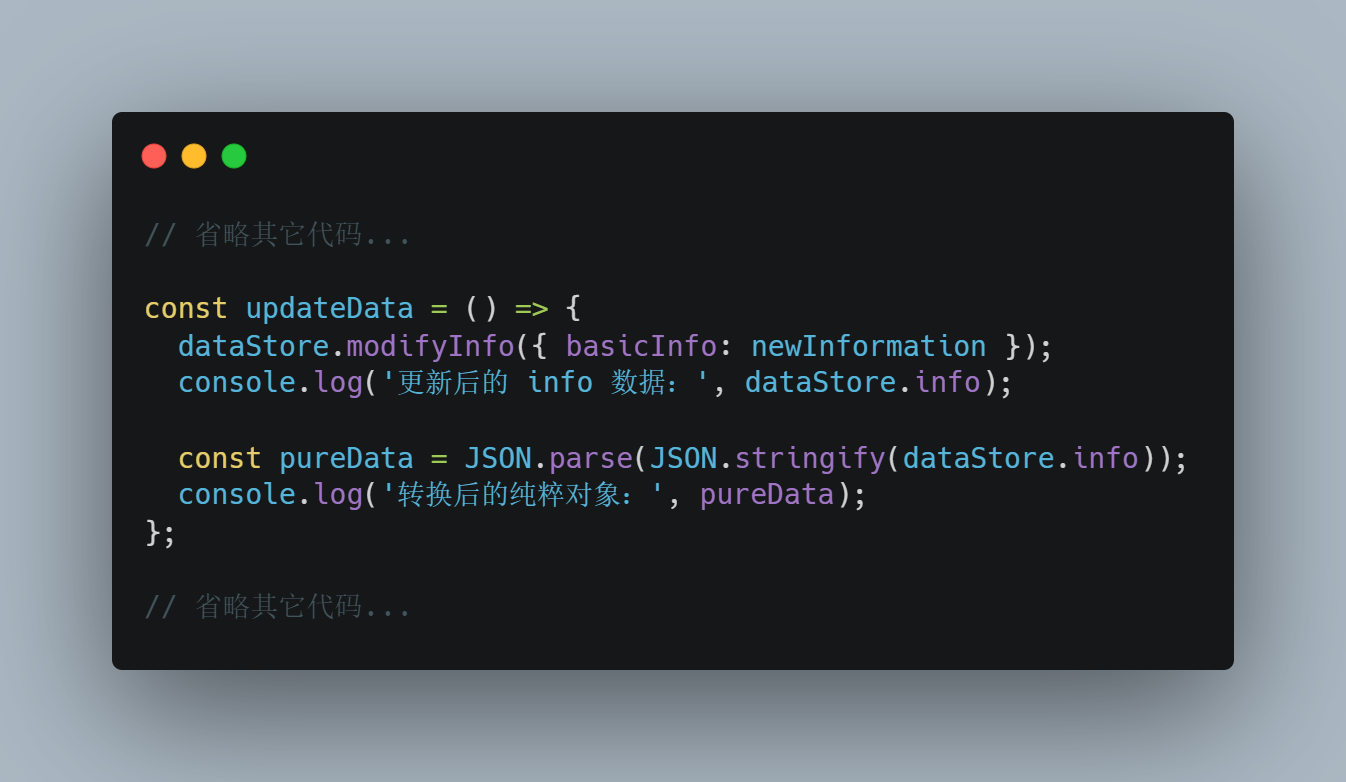 // 省略其它代码...
const updateData = () => {
dataStore.modifyInfo({ basicInfo: newInformation });
console.log('更新后的 info 数据：', dataStore.info);
const pureData = JSON.parse(JSON.stringify(dataStore.info));
console.log('转换后的纯粹对象：', pureData);
};
// 省略其它代码...